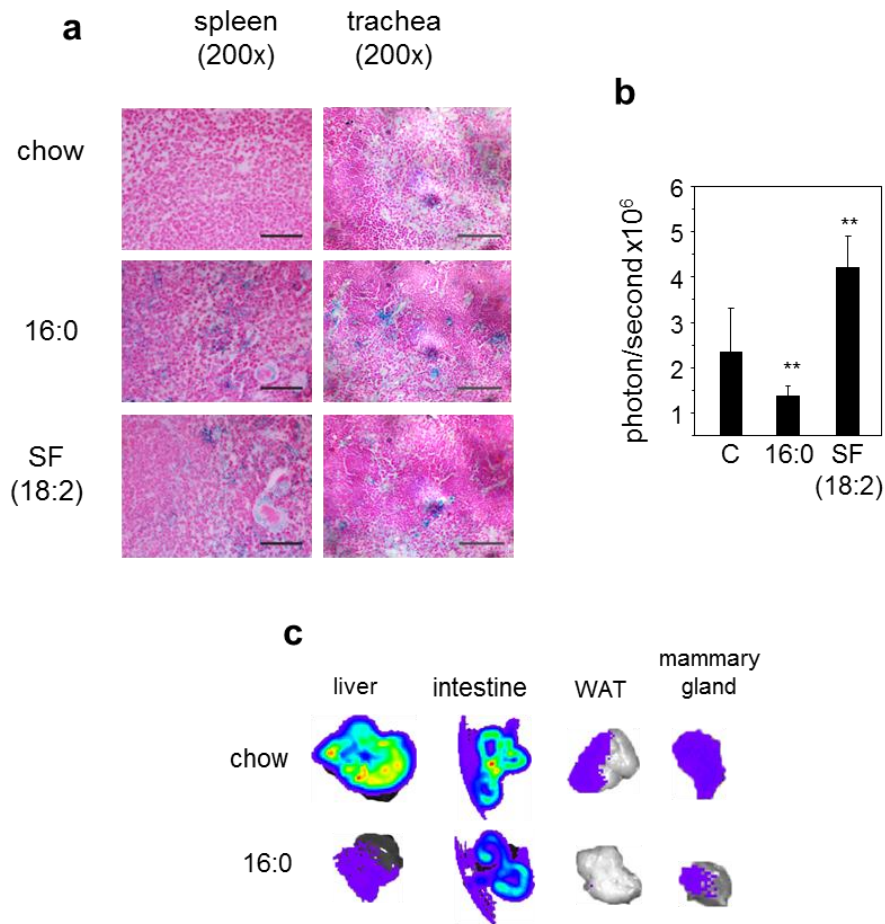 a
spleen
(200x)
trachea
(200x)
chow
16:0
SF
(18:2)
b
photon/second x10⁶
6
5
4
3
2
1
**
**
C
16:0
SF
(18:2)
c
liver
intestine
WAT
mammary
gland
chow
16:0